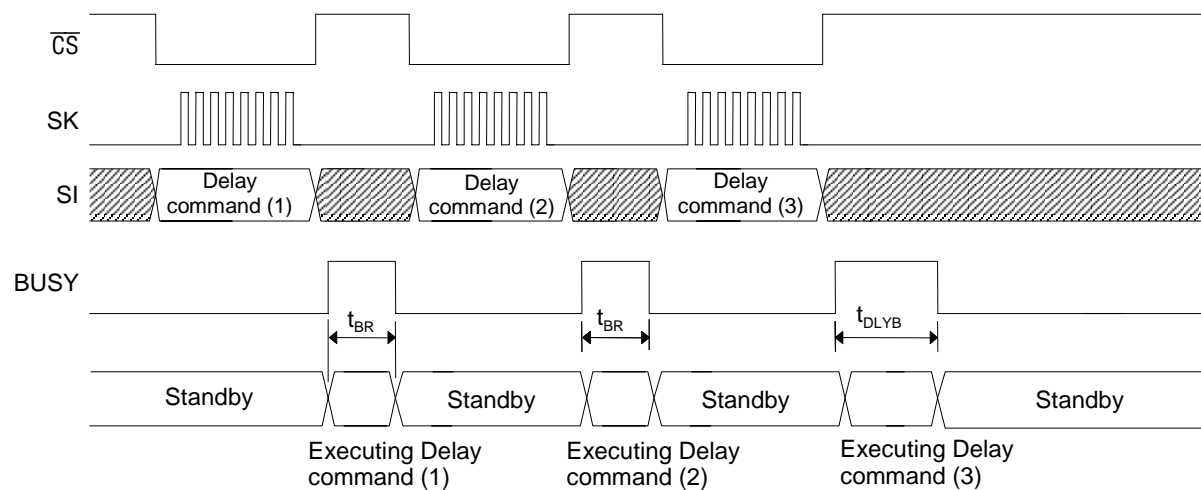 CS
SK
SI
Delay
command (1)
Delay
command (2)
Delay
command (3)
BUSY
tBR
tBR
tDLYB
Standby
Standby
Standby
Standby
Executing Delay
command (1)
Executing Delay
command (2)
Executing Delay
command (3)